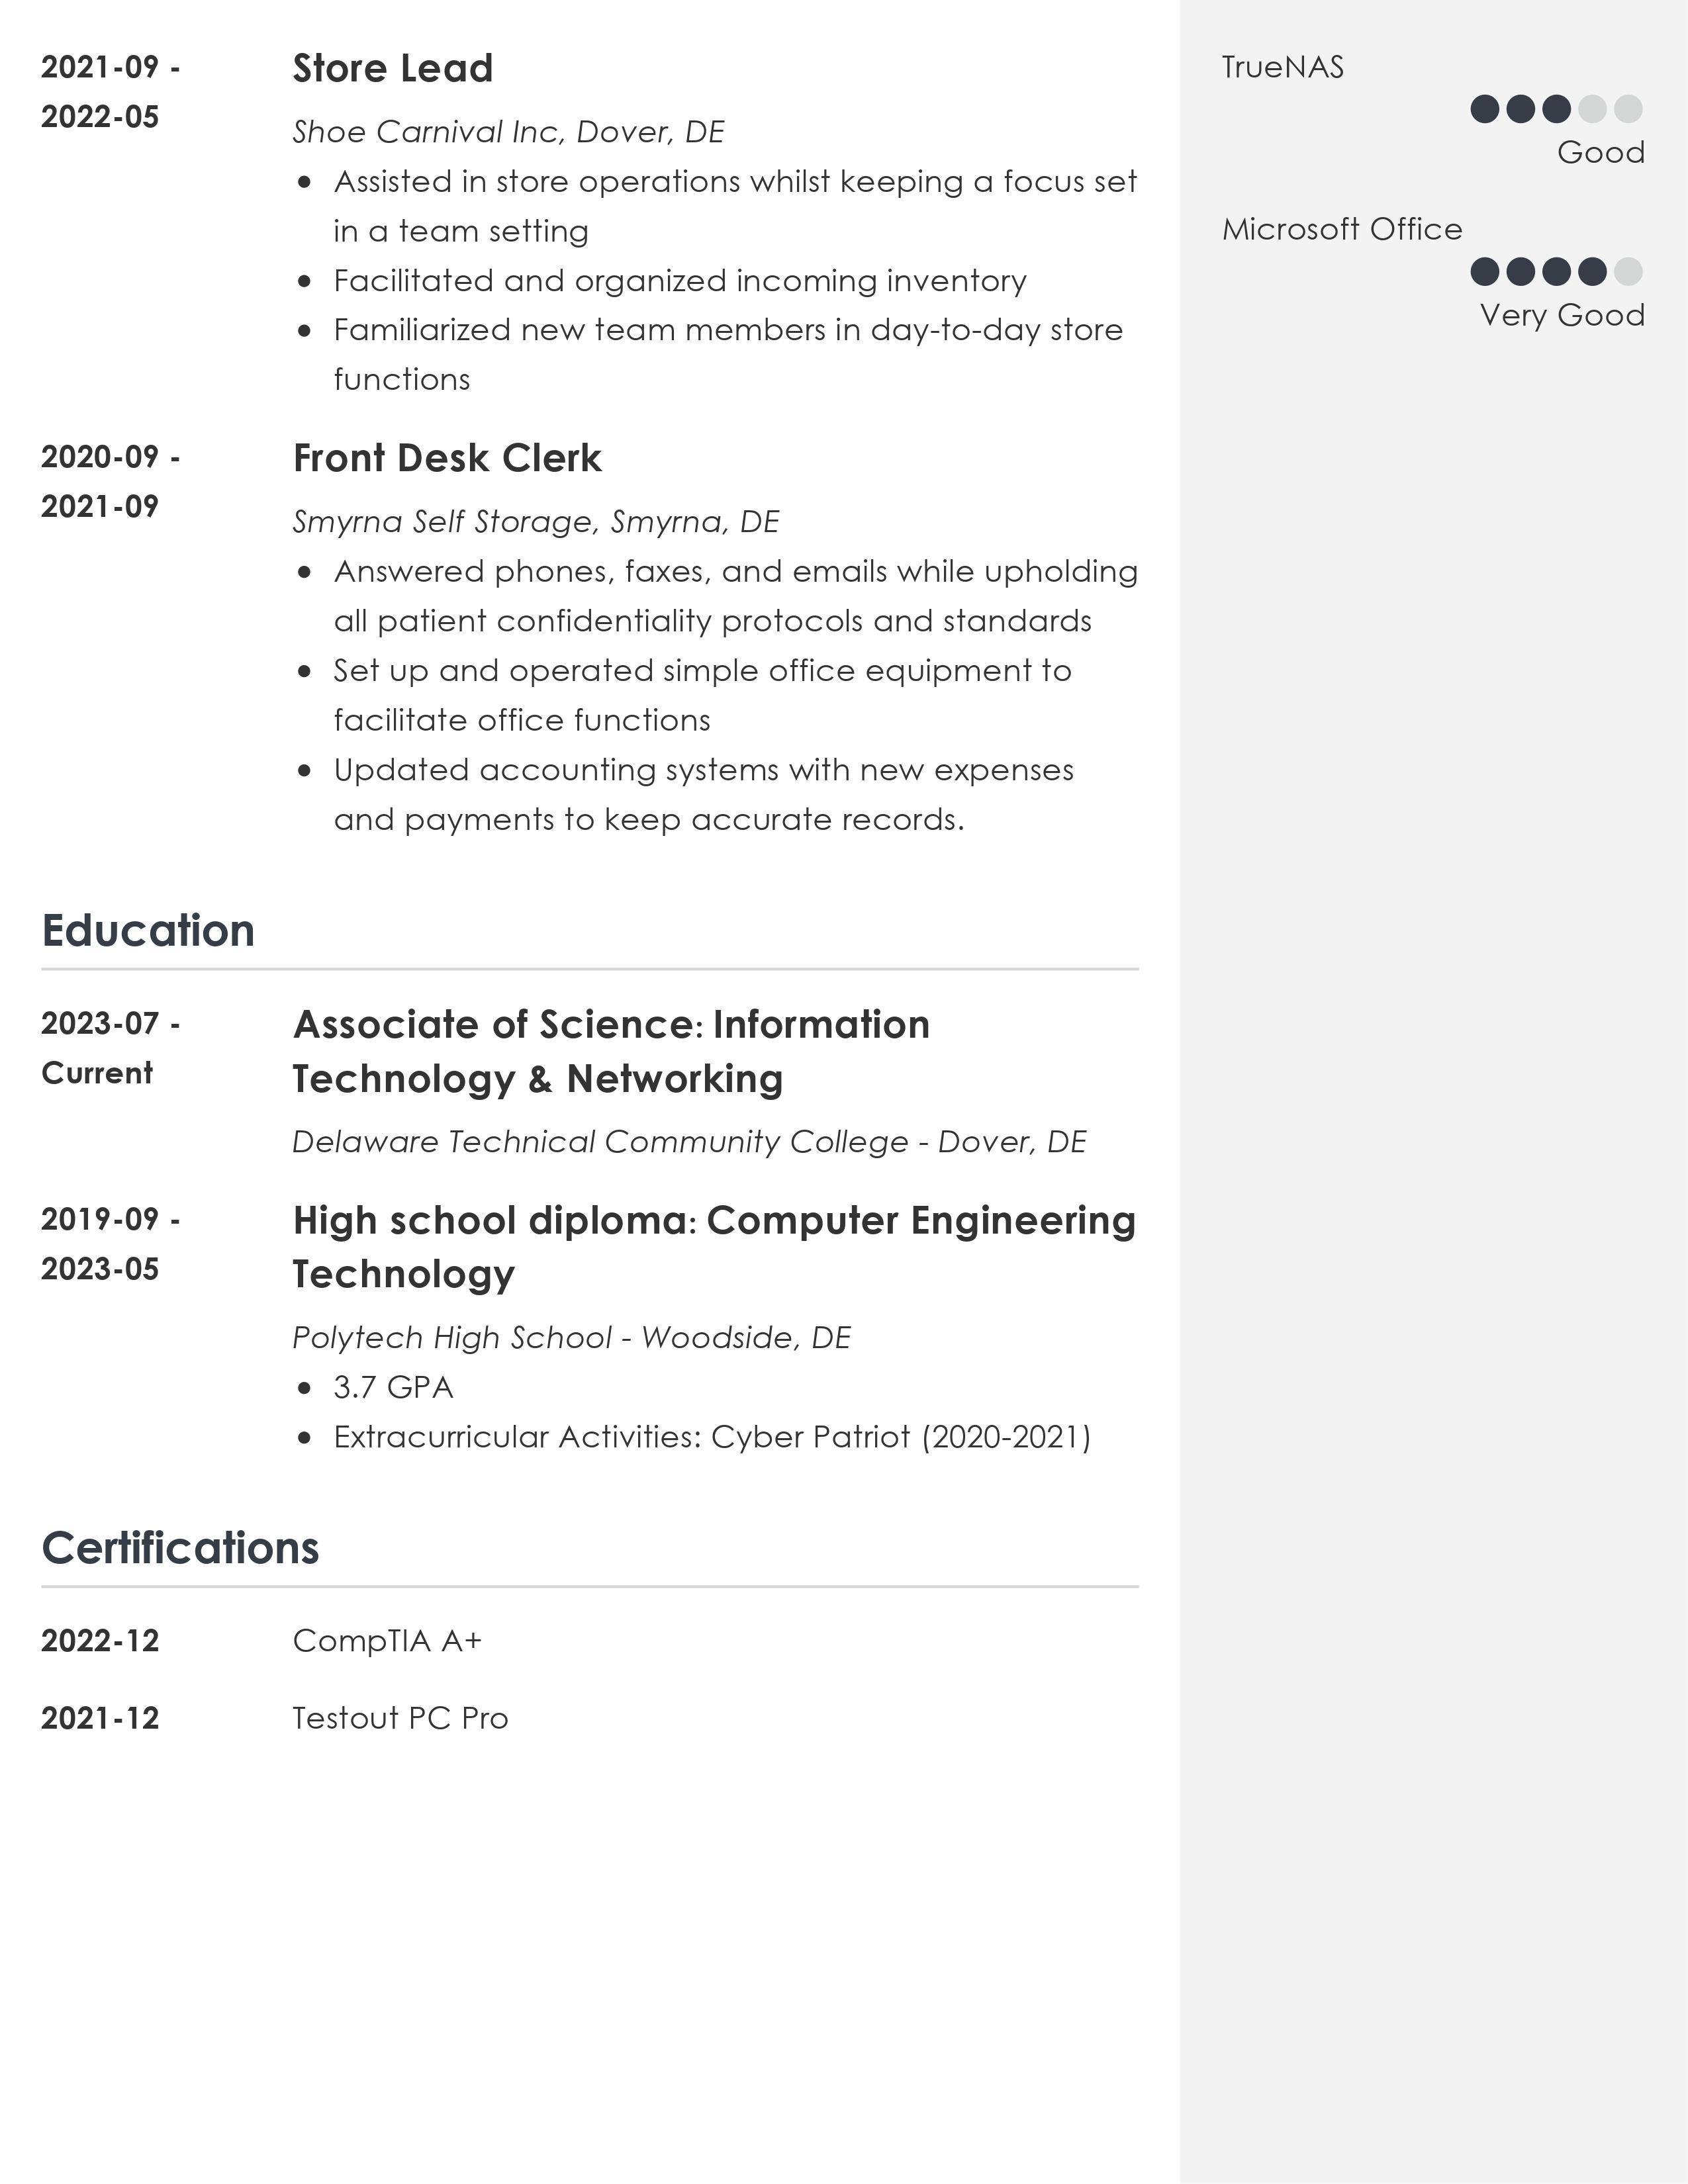 2021-09 -
2022-05
Store Lead
Shoe Carnival Inc, Dover, DE
• Assisted in store operations whilst keeping a focus set
in a team setting
• Facilitated and organized incoming inventory
• Familiarized new team members in day-to-day store
functions
2020-09 -
2021-09
Front Desk Clerk
Smyrna Self Storage, Smyrna, DE
• Answered phones, faxes, and emails while upholding
all patient confidentiality protocols and standards
• Set up and operated simple office equipment to
facilitate office functions
• Updated accounting systems with new expenses
and payments to keep accurate records.
Education
2023-07 -
Current
Associate of Science: Information
Technology & Networking
Delaware Technical Community College - Dover, DE
2019-09 -
2023-05
High school diploma: Computer Engineering
Technology
Polytech High School - Woodside, DE
• 3.7 GPA
• Extracurricular Activities: Cyber Patriot (2020-2021)
Certifications
2022-12
CompTIA A+
2021-12
Testout PC Pro
TrueNAS
Good
Microsoft Office
Very Good